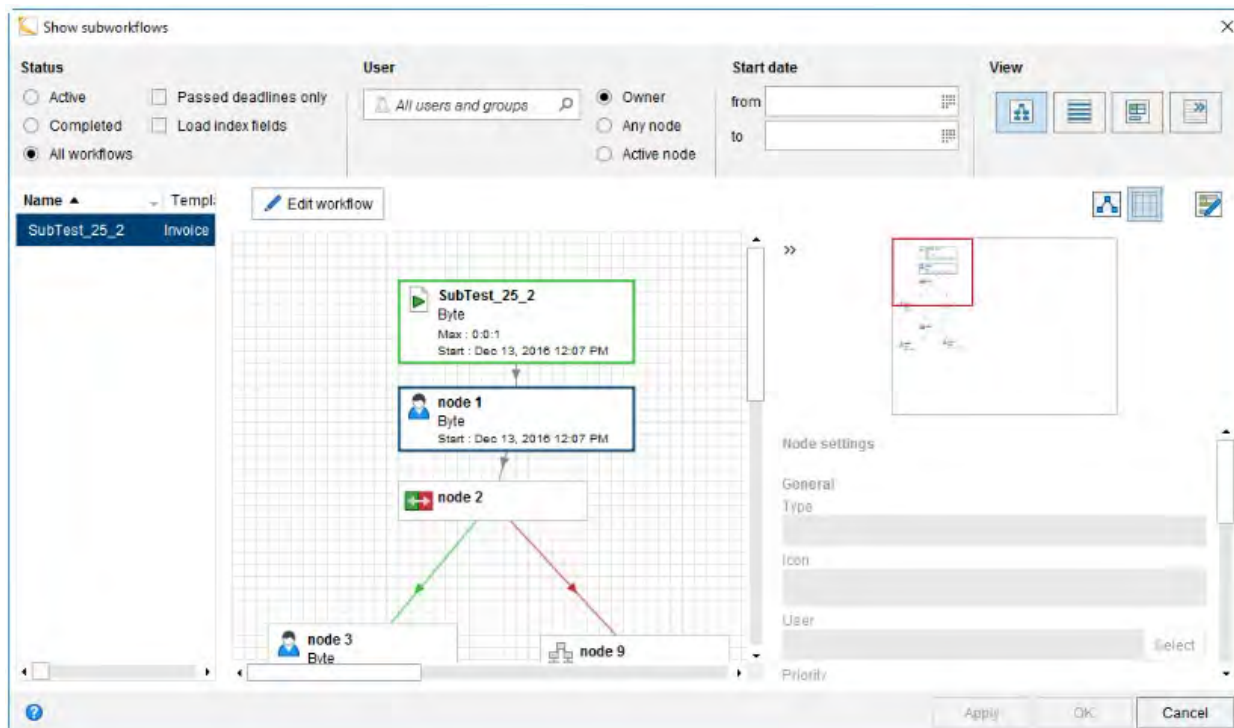 Show subworkflows
Status
Active
Completed
All workflows
Passed deadlines only
Load index fields
User
All users and groups
Owner
Any node
Active node
Start date
from
to
View
Name
Templ
SubTest_25_2 Invoice
Edit workflow
SubTest_25_2
Byte
Max : 0:0:1
Start : Dec 13, 2016 12:07 PM
node 1
Byte
Start : Dec 13, 2016 12:07 PM
node 2
node 3
Byte
node 9
Node settings
General
Type
Icon
User
Select
Priority
Apply
OK
Cancel